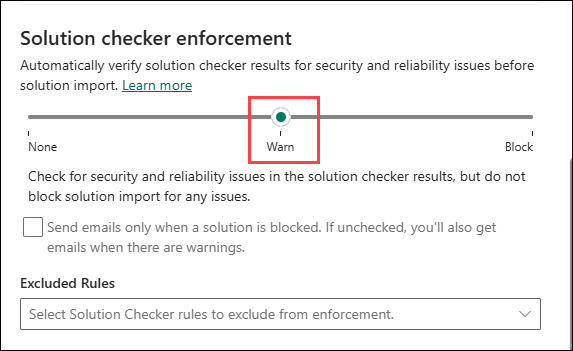 Solution checker enforcement
Automatically verify solution checker results for security and reliability issues before
solution import. Learn more
None
Warn
Block
Check for security and reliability issues in the solution checker results, but do not
block solution import for any issues.
Send emails only when a solution is blocked. If unchecked, you'll also get
emails when there are warnings.
Excluded Rules
Select Solution Checker rules to exclude from enforcement.